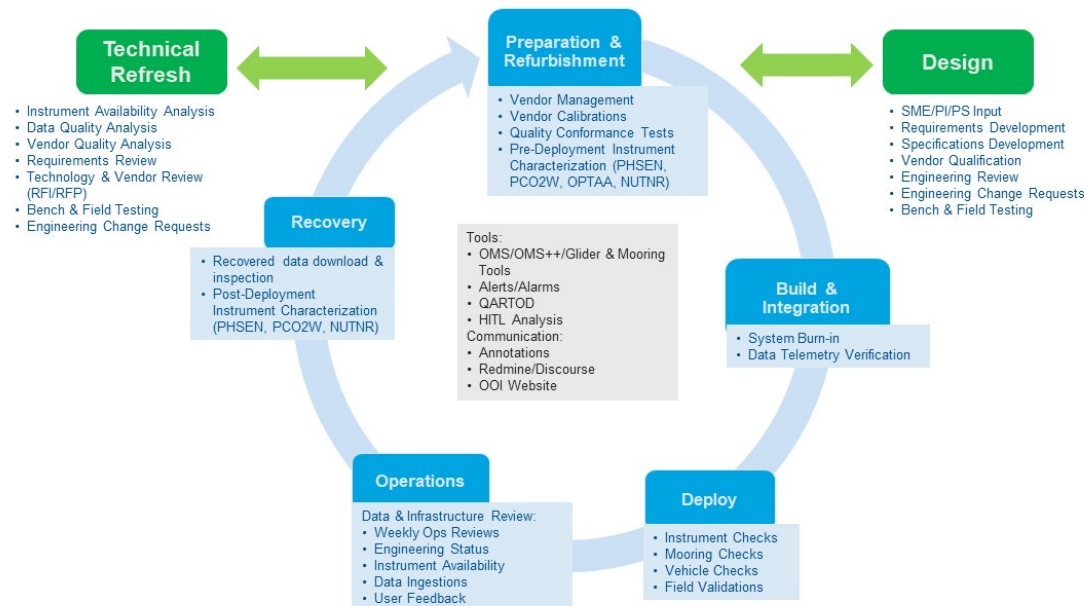 Technical
Refresh
• Instrument Availability Analysis
• Data Quality Analysis
• Vendor Quality Analysis
• Requirements Review
• Technology & Vendor Review
(RFI/RFP)
• Bench & Field Testing
• Engineering Change Requests
Preparation &
Refurbishment
• Vendor Management
• Vendor Calibrations
• Quality Conformance Tests
• Pre-Deployment Instrument
Characterization (PHSEN,
PCO2W, OPTAA, NUTNR)
Design
• SME/PI/PS Input
• Requirements Development
• Specifications Development
• Vendor Qualification
• Engineering Review
• Engineering Change Requests
• Bench & Field Testing
Recovery
• Recovered data download &
inspection
• Post-Deployment
Instrument Characterization
(PHSEN, PCO2W, NUTNR)
Tools:
• OMS/OMS++/Glider & Mooring
Tools
• Alerts/Alarms
• QARTOD
• HITL Analysis
Communication:
• Annotations
• Redmine/Discourse
• OOI Website
Build &
Integration
• System Burn-in
• Data Telemetry Verification
Operations
Data & Infrastructure Review:
• Weekly Ops Reviews
• Engineering Status
• Instrument Availability
• Data Ingestions
• User Feedback
Deploy
• Instrument Checks
• Mooring Checks
• Vehicle Checks
• Field Validations